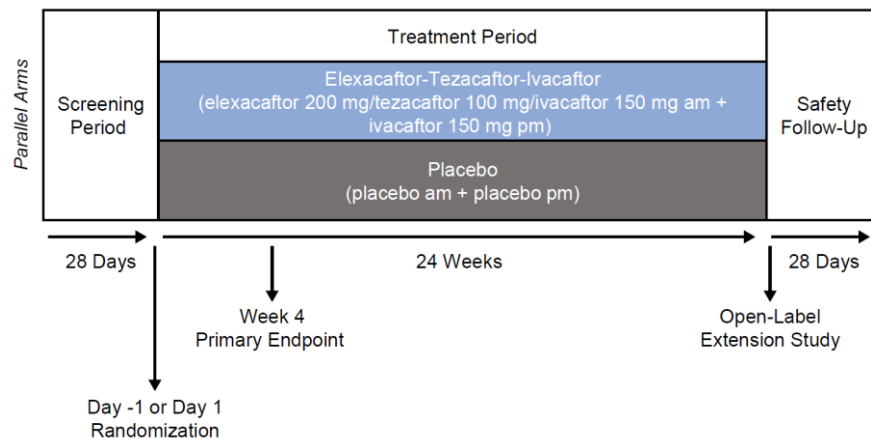 Parallel Arms
Screening
Period
Treatment Period
Elexacaftor-Tezacaftor-Ivacaftor
(elexacaftor 200 mg/tezacaftor 100 mg/ivacaftor 150 mg am +
ivacaftor 150 mg pm)
Placebo
(placebo am + placebo pm)
Safety
Follow-Up
28 Days
24 Weeks
28 Days
Week 4
Primary Endpoint
Open-Label
Extension Study
Day -1 or Day 1
Randomization